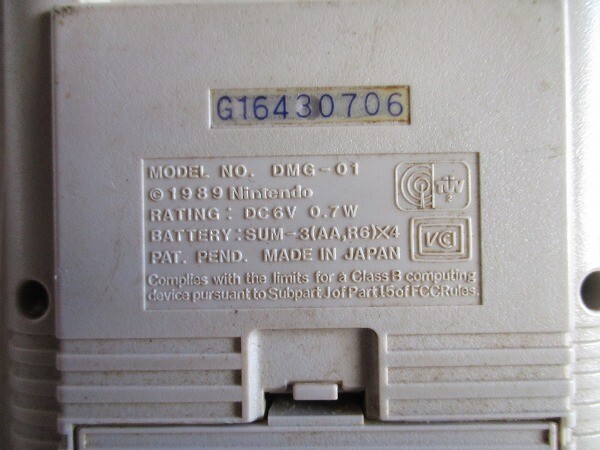 G16430706
MODEL NO. DMG-01
©1989 Nintendo
RATING: DC6V 0.7W
BATTERY: SUM-3(AA,R6)X4
PAT. PEND. MADE IN JAPAN
Complies with the limits for a Class B computing
device pursuant to Subpart J of Part 15 of FCC Rules.
TÜV
VCCI